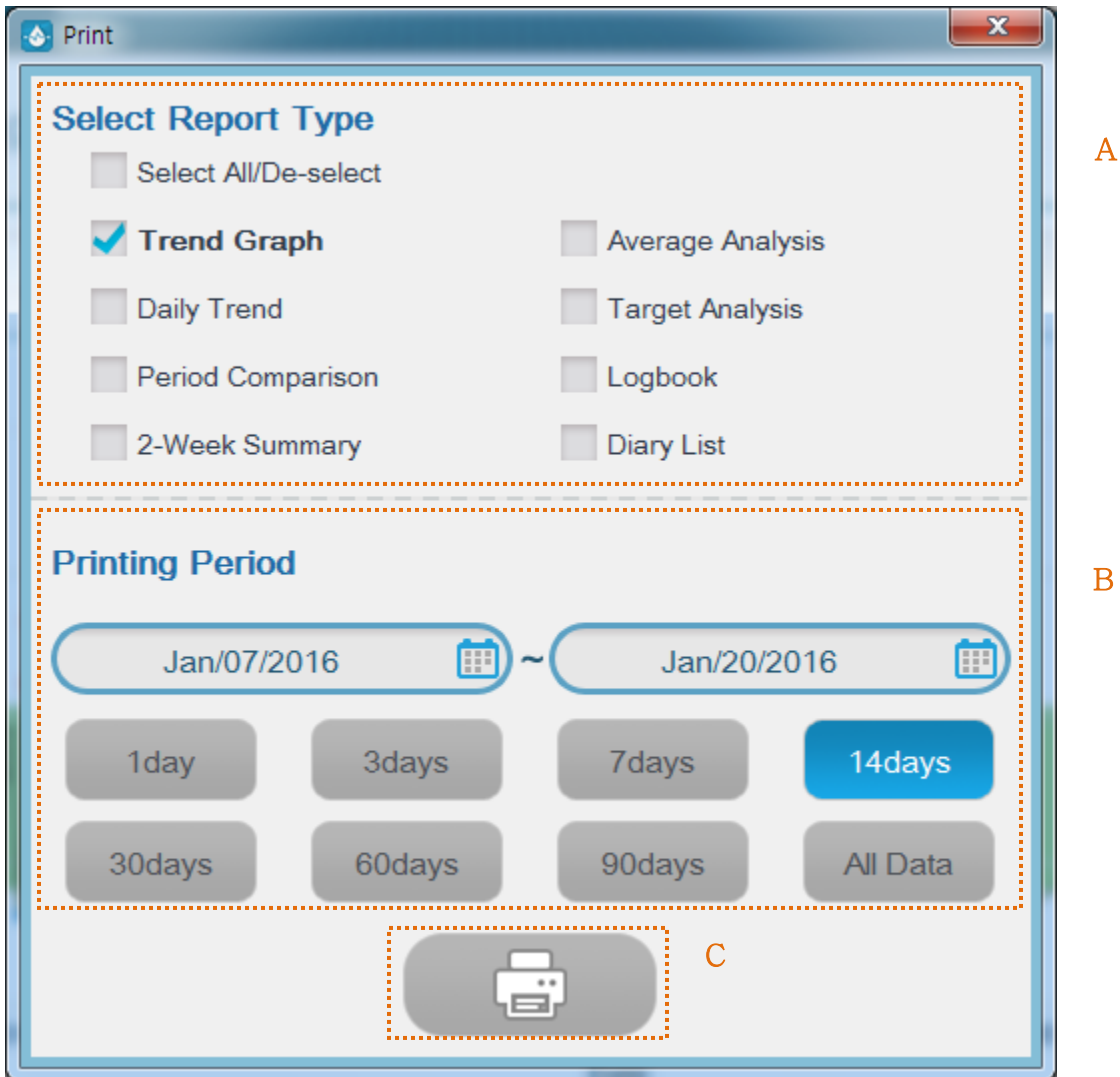 Print
X
Select Report Type
A
Select All/De-select
Trend Graph
Average Analysis
Daily Trend
Target Analysis
Period Comparison
Logbook
2-Week Summary
Diary List
Printing Period
B
Jan/07/2016 ~ Jan/20/2016
1day 3days 7days 14days
30days 60days 90days All Data
C